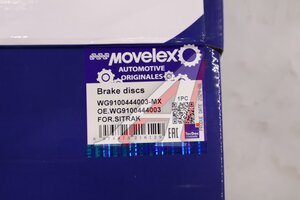 MOVELEX
AUTOMOTIVE
ORIGINALES
Brake discs
WG9100444003-MX
OE.WG9100444003
FOR.SITRAK
1PC
EAC